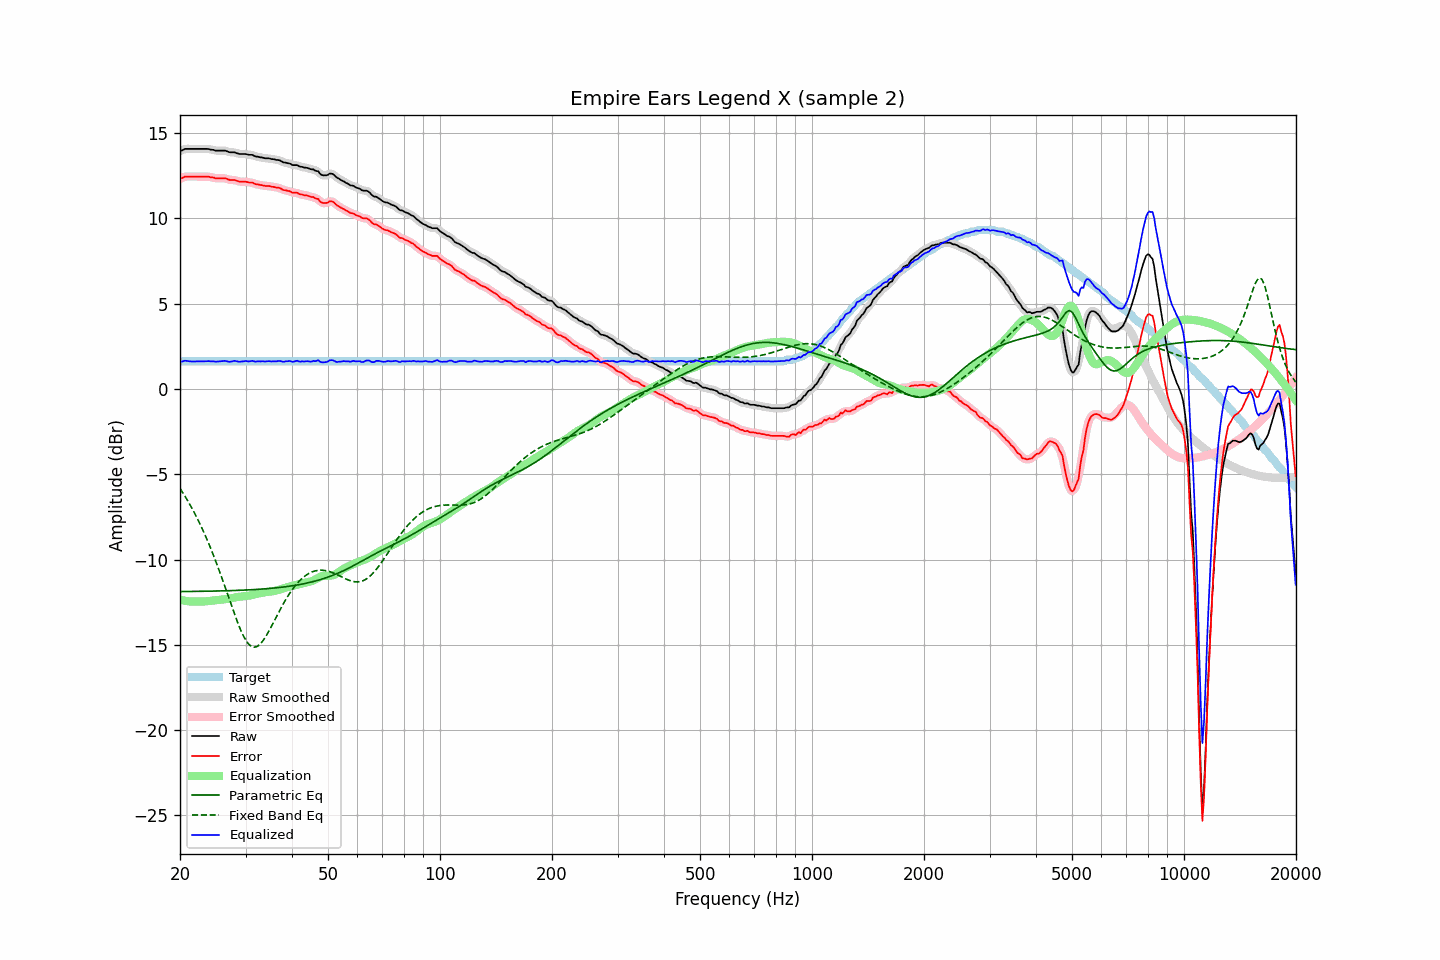 Empire Ears Legend X (sample 2)
15
10
5
0
−5
−10
−15
−20
−25
Amplitude (dBr)
Target
Raw Smoothed
Error Smoothed
Raw
Error
Equalization
Parametric Eq
Fixed Band Eq
Equalized
20 50 100 200 500 1000 2000 5000 10000 20000
Frequency (Hz)